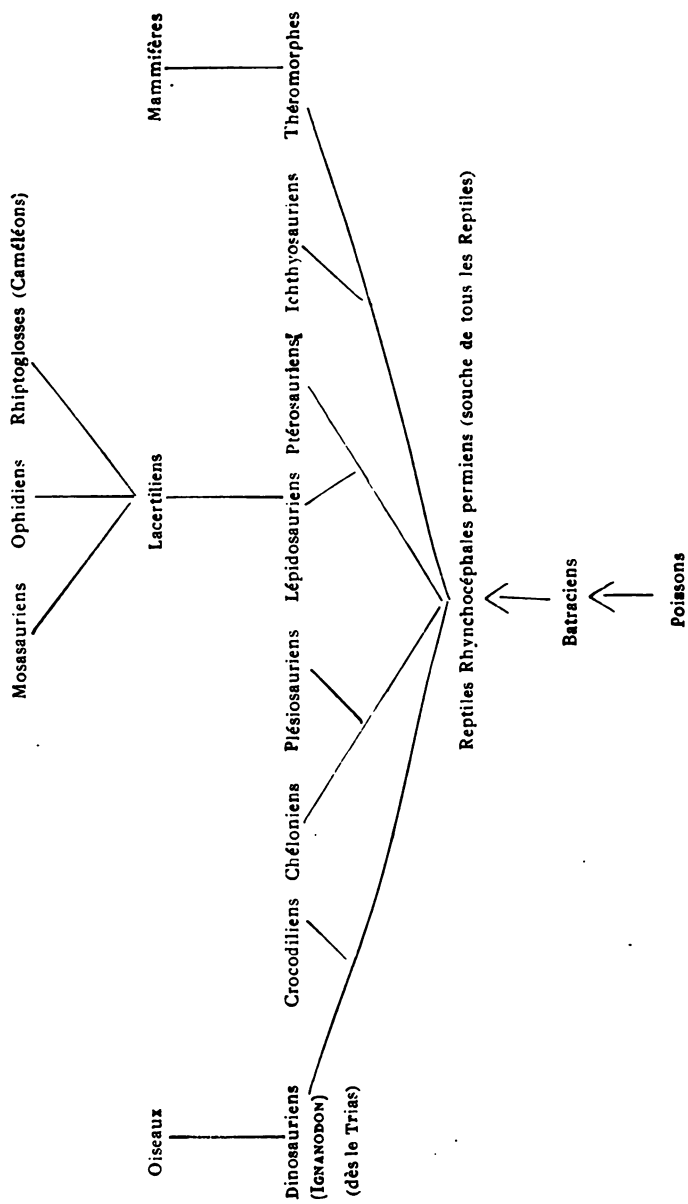 Mosasauriens Ophidiens Rhiptoglosses (Caméléons)
Oiseaux Lacertiliens Mammifères
Dinosauriens Crocodiliens Chéloniens Plésiosauriens Lépidosauriens Ptérosauriens Ichthyosauriens Théromorphes
(IGNANODON)
(dès le Trias)
Reptiles Rhynchocéphales permiens (souche de tous les Reptiles)
Batraciens
Poissons